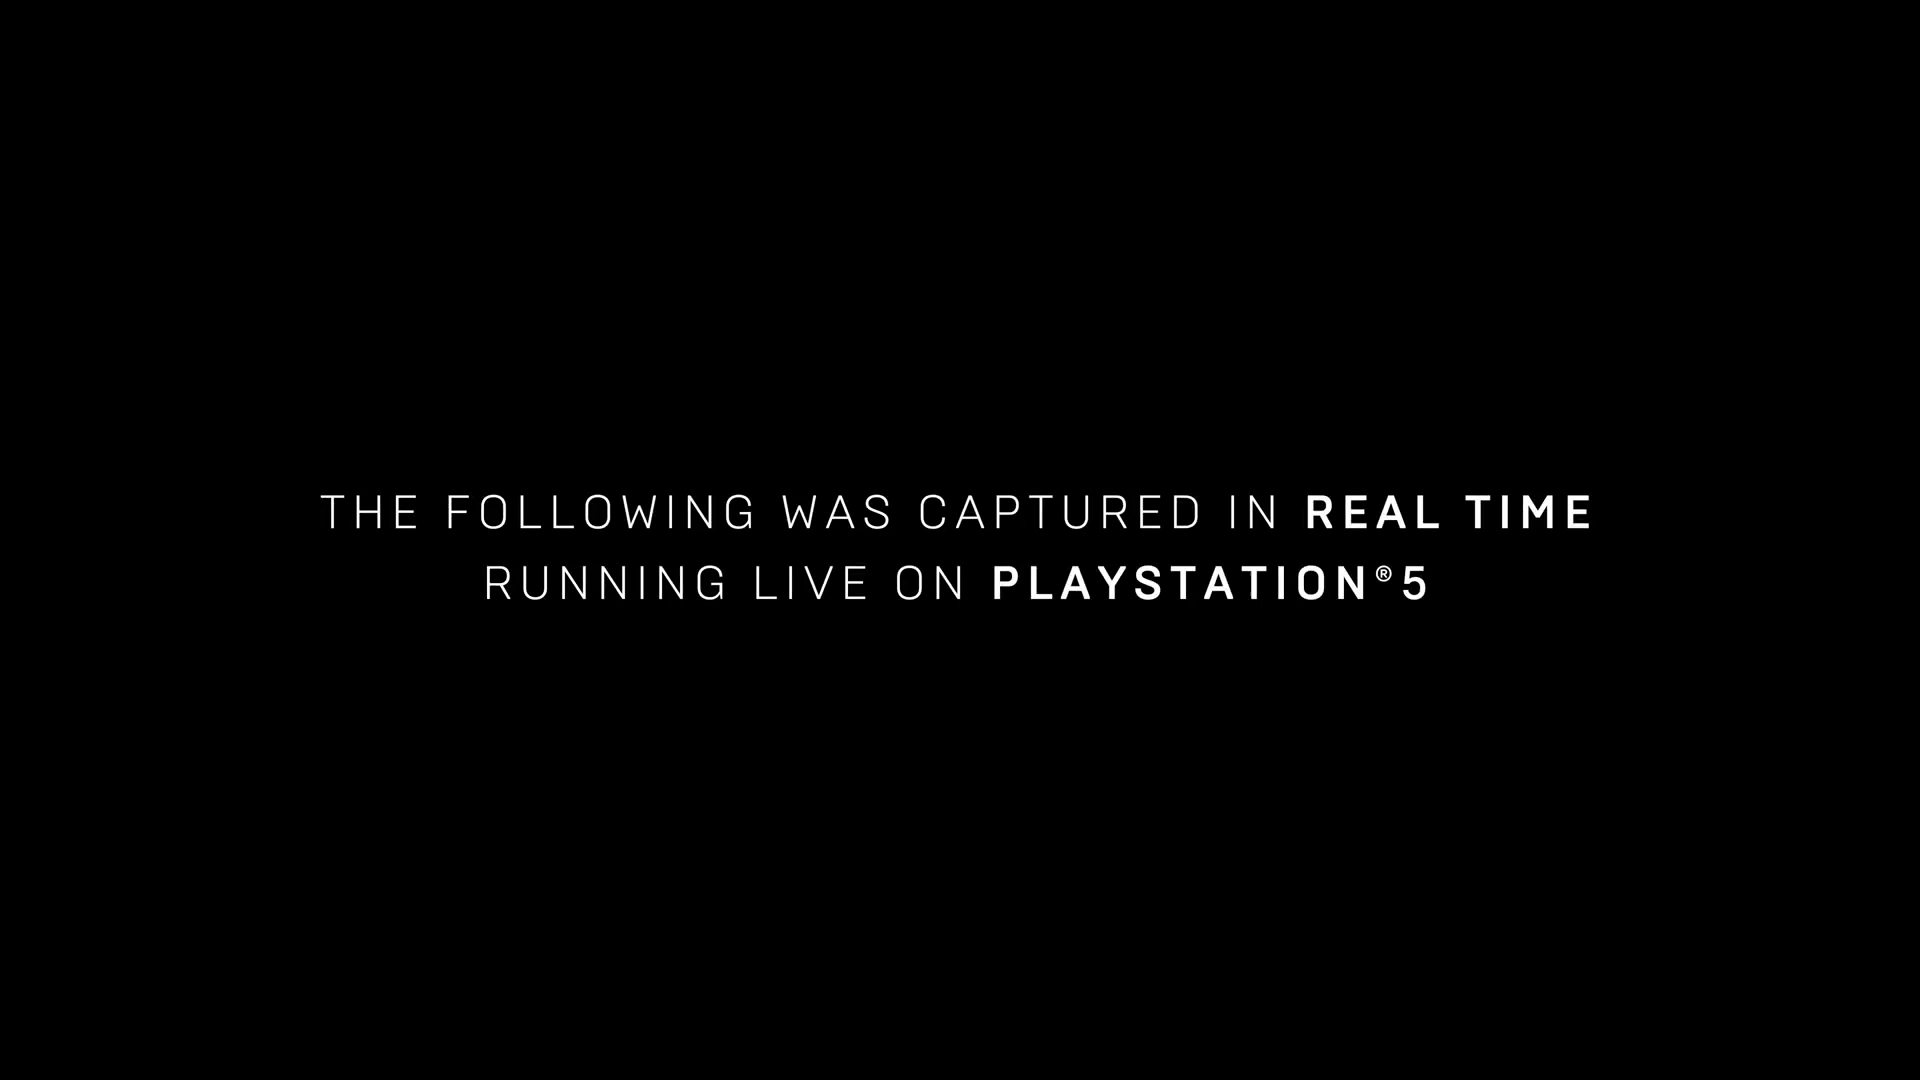 THE FOLLOWING WAS CAPTURED IN REAL TIME
RUNNING LIVE ON PLAYSTATION®5